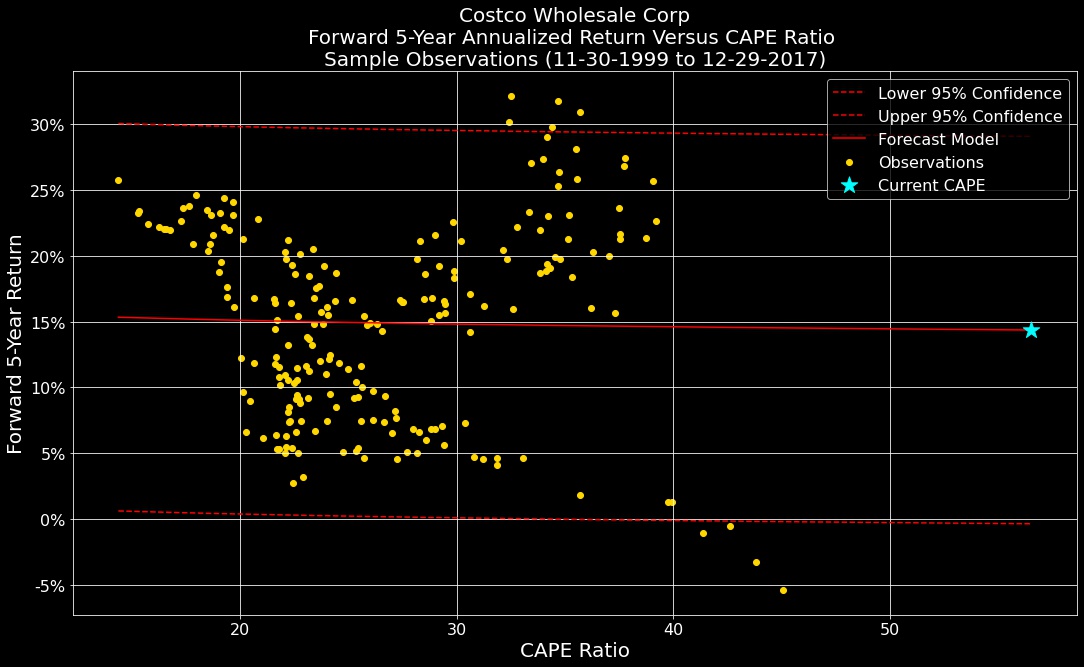 Costco Wholesale Corp
Forward 5-Year Annualized Return Versus CAPE Ratio
Sample Observations (11-30-1999 to 12-29-2017)
Lower 95% Confidence
Upper 95% Confidence
Forecast Model
Observations
Current CAPE
Forward 5-Year Return
30%
25%
20%
15%
10%
5%
0%
-5%
20
30
40
50
CAPE Ratio